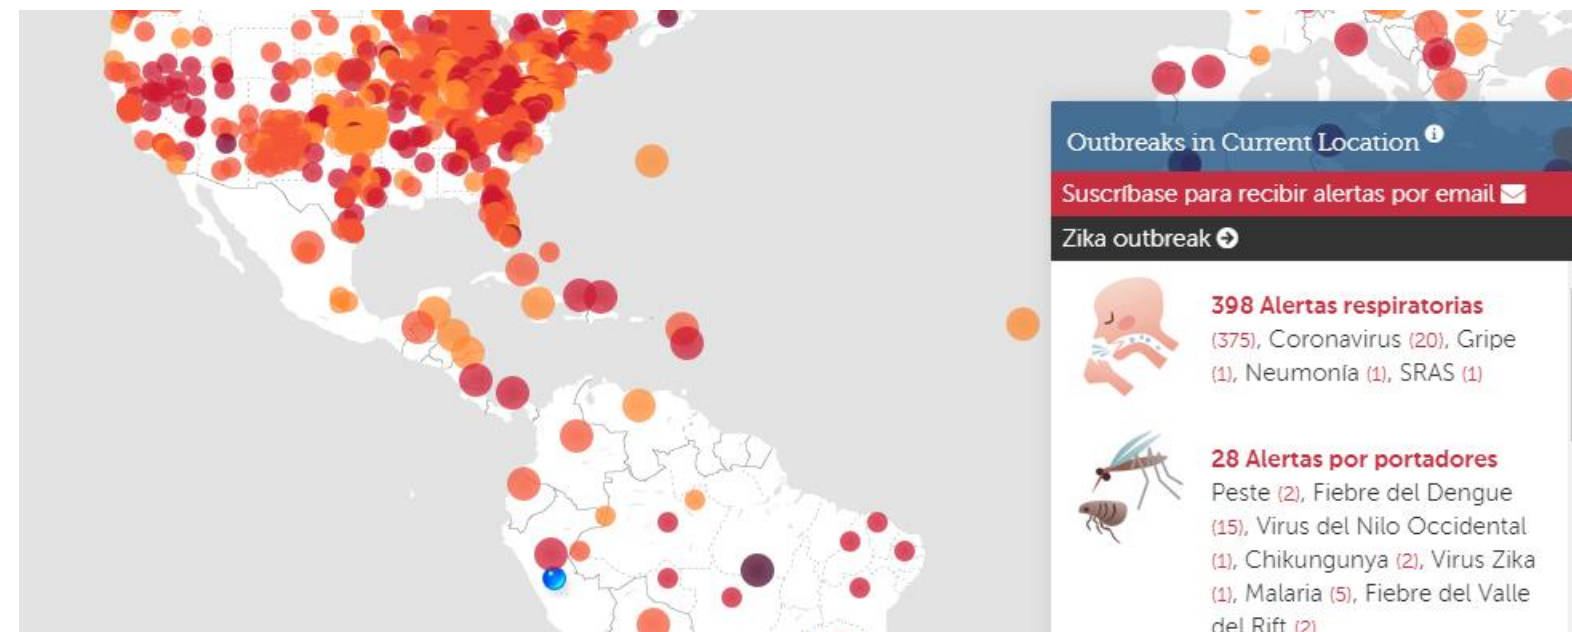 Outbreaks in Current Location
Suscríbase para recibir alertas por email
Zika outbreak
398 Alertas respiratorias
(375), Coronavirus (20), Gripe
(1), Neumonía (1), SRAS (1)
28 Alertas por portadores
Peste (2), Fiebre del Dengue
(15), Virus del Nilo Occidental
(1), Chikungunya (2), Virus Zika
(1), Malaria (5), Fiebre del Valle
del Rift (2)